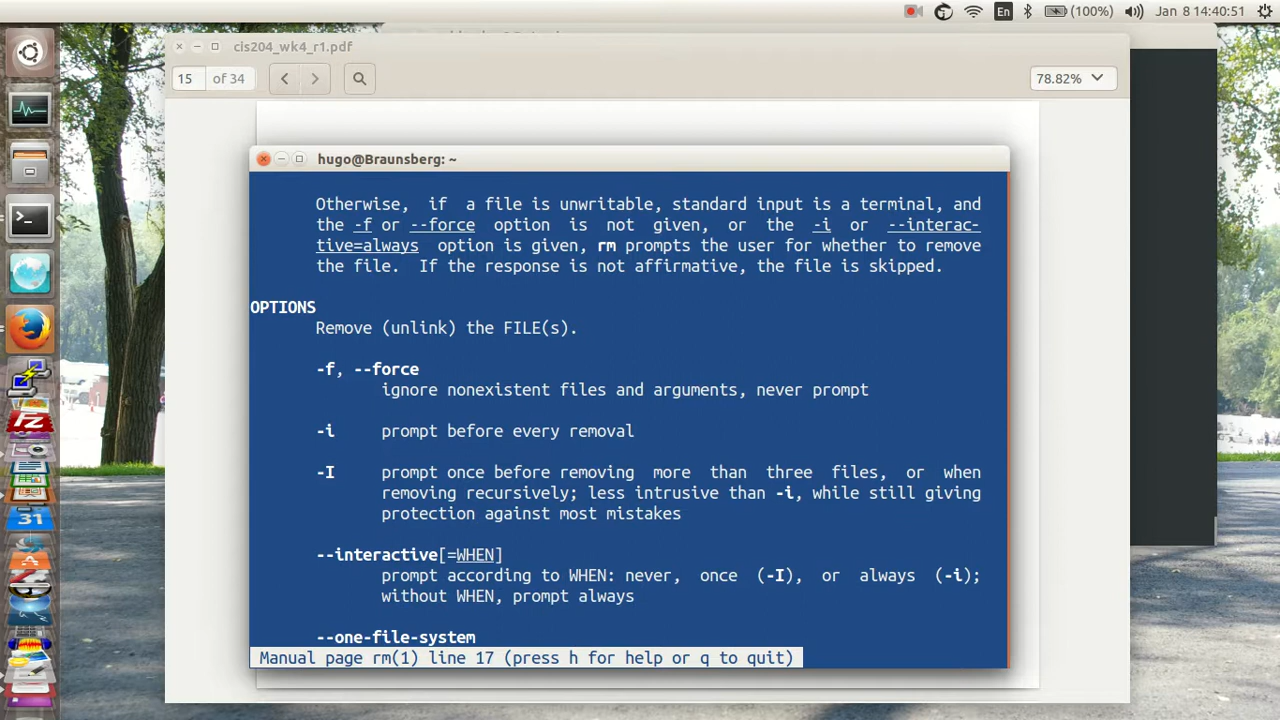 En
(100%)
Jan 8 14:40:51
cis204_wk4_r1.pdf
15 of 34
78.82%
hugo@Braunsberg: ~
Otherwise, if a file is unwritable, standard input is a terminal, and
the -f or --force option is not given, or the -i or --interac-
tive=always option is given, rm prompts the user for whether to remove
the file. If the response is not affirmative, the file is skipped.
OPTIONS
Remove (unlink) the FILE(s).
-f, --force
ignore nonexistent files and arguments, never prompt
-i prompt before every removal
-I prompt once before removing more than three files, or when
removing recursively; less intrusive than -i, while still giving
protection against most mistakes
--interactive[=WHEN]
prompt according to WHEN: never, once (-I), or always (-i);
without WHEN, prompt always
--one-file-system
Manual page rm(1) line 17 (press h for help or q to quit)
31